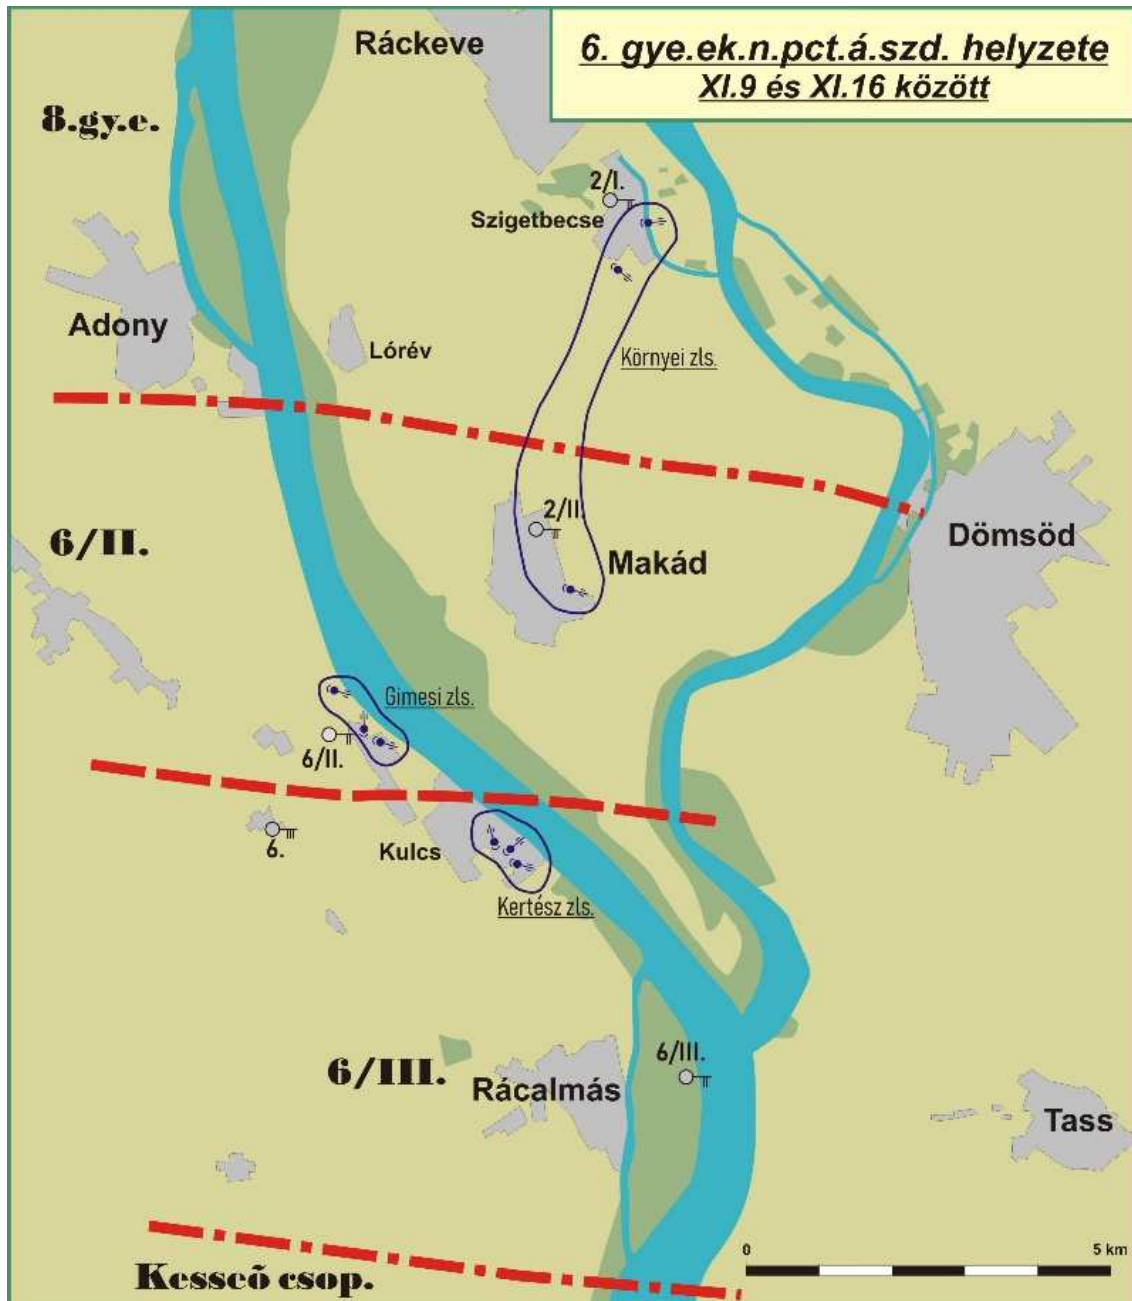 Ráckeve
6. gye.ek.n.pct.á.szd. helyzete
XI.9 és XI.16 között
8.gy.e.
2/I.
Szigetbecse
Adony
Lórév
Környei zls.
6/II.
2/II.
Makád
Dömsöd
Gimesi zls.
6/II.
6.
Kulcs
Kertész zls.
6/III.
6/III.
Rácalmás
Tass
0 5 km
Kesseő csop.